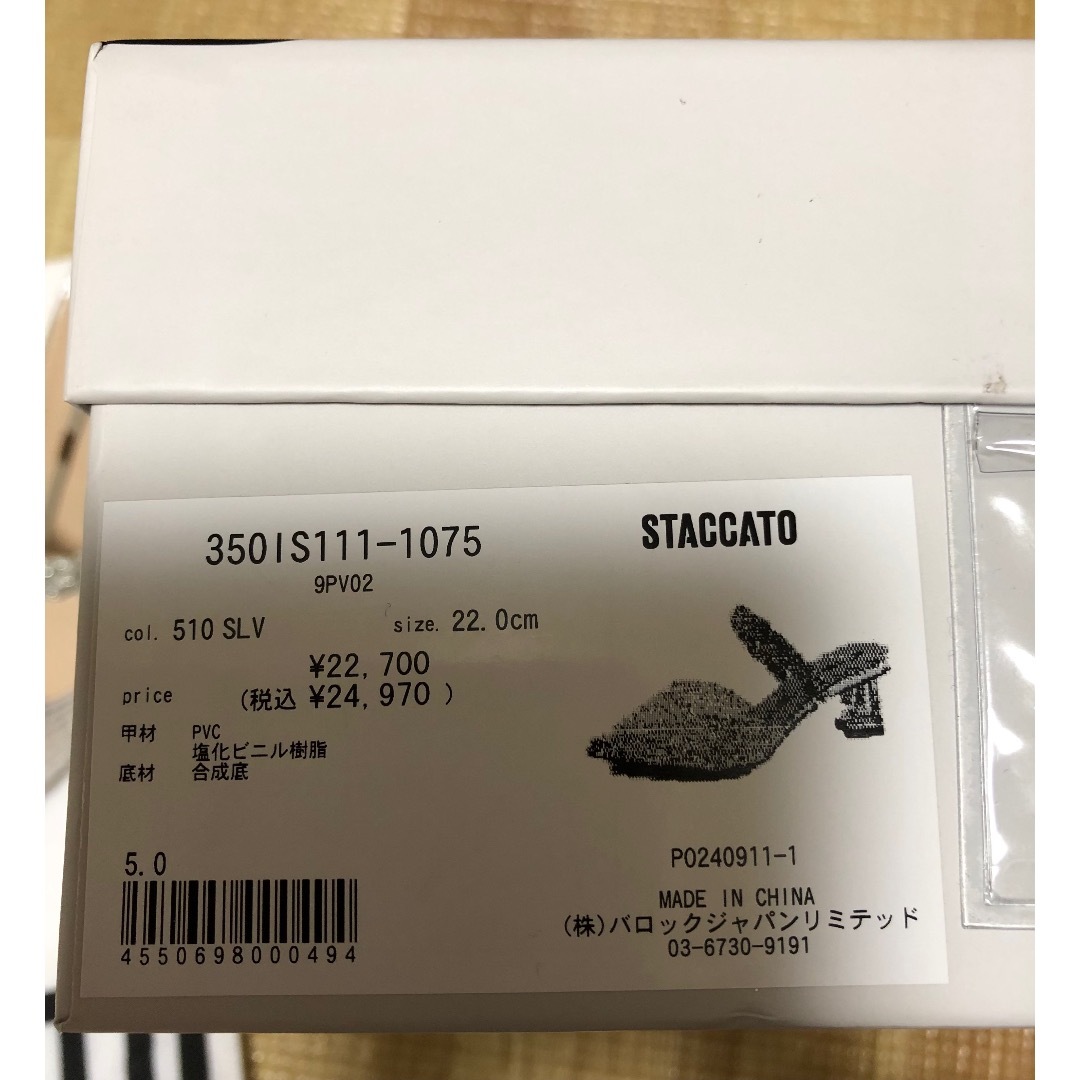 350IS111-1075
9PV02
STACCATO
col. 510 SLV size. 22.0cm
¥22,700
price (税込 ¥24,970 )
甲材 PVC
塩化ビニル樹脂
底材 合成底
5.0
4550698000494
PO240911-1
MADE IN CHINA
(株)バロックジャパンリミテッド
03-6730-9191